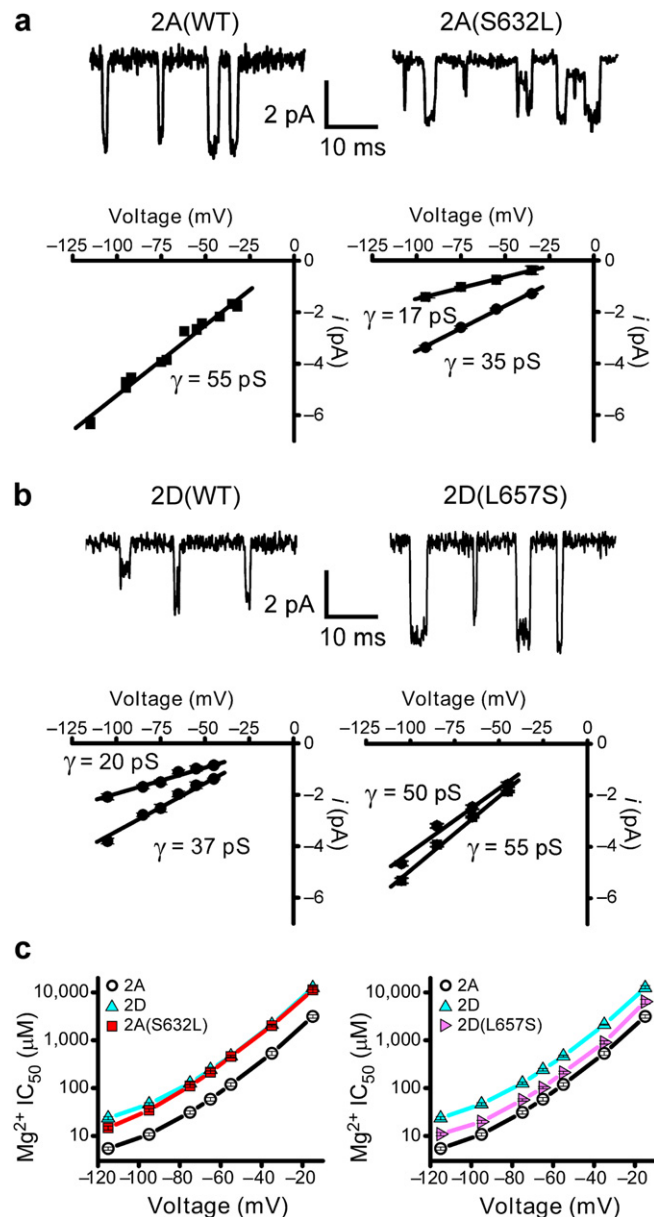 a
2A(WT) 2A(S632L)
2 pA
10 ms
Voltage (mV) Voltage (mV)
−125 −100 −75 −50 −25 0 −125 −100 −75 −50 −25 0
0 0
−2 −2
−4 −4
−6 −6
i (pA) i (pA)
γ = 55 pS
γ = 17 pS
γ = 35 pS
b
2D(WT) 2D(L657S)
2 pA
10 ms
Voltage (mV) Voltage (mV)
−125 −100 −75 −50 −25 0 −125 −100 −75 −50 −25 0
0 0
−2 −2
−4 −4
−6 −6
i (pA) i (pA)
γ = 20 pS
γ = 37 pS
γ = 50 pS
γ = 55 pS
c
2A 2A
2D 2D
2A(S632L) 2D(L657S)
Mg2+ IC50 (μM) Mg2+ IC50 (μM)
10,000 10,000
1,000 1,000
100 100
10 10
−120 −100 −80 −60 −40 −20 −120 −100 −80 −60 −40 −20
Voltage (mV) Voltage (mV)